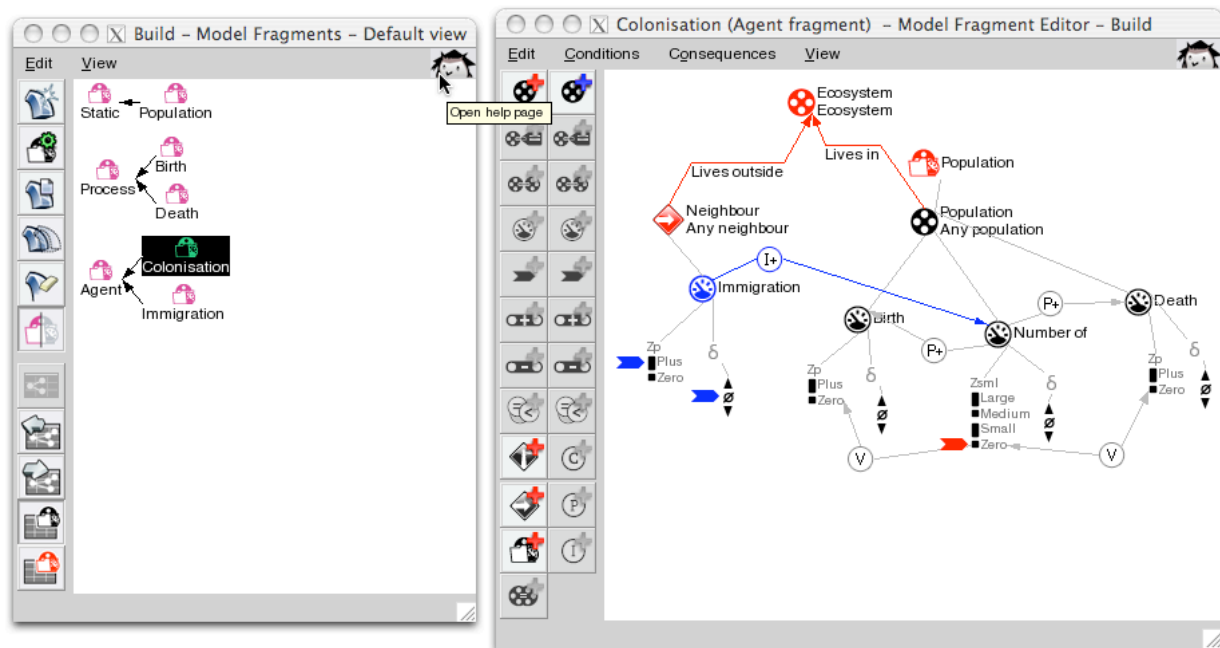 Build – Model Fragments – Default view
Edit View
Open help page
Static Population
Birth
Process
Death
Colonisation
Agent
Immigration
Colonisation (Agent fragment) – Model Fragment Editor – Build
Edit Conditions Consequences View
Ecosystem
Ecosystem
Lives in
Population
Lives outside
Neighbour
Any neighbour
Population
Any population
I+
Immigration
P+
Death
Birth
Number of
P+
Zp
Plus
Zero
δ
Zp
Plus
Zero
δ
Zsml
Large
Medium
Small
Zero
δ
Zp
Plus
Zero
δ
V
V
C
P
I